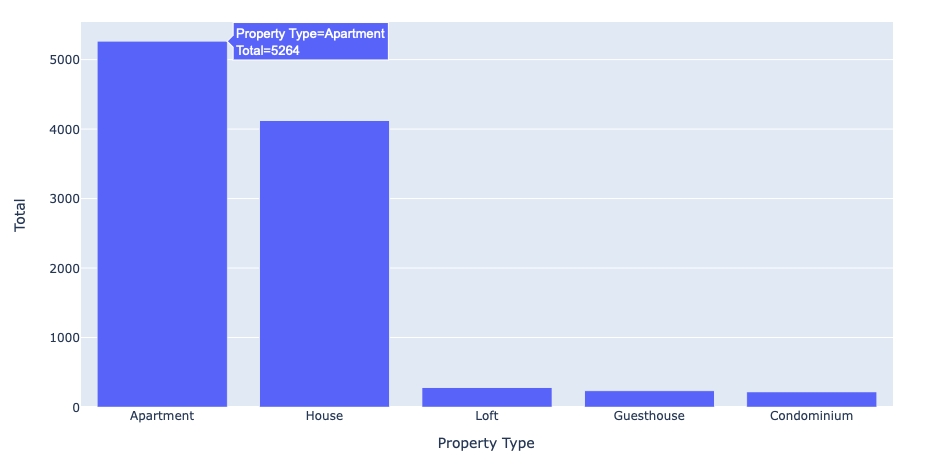 Property Type=Apartment
Total=5264
5000
4000
3000
2000
1000
0
Total
Apartment
House
Loft
Guesthouse
Condominium
Property Type